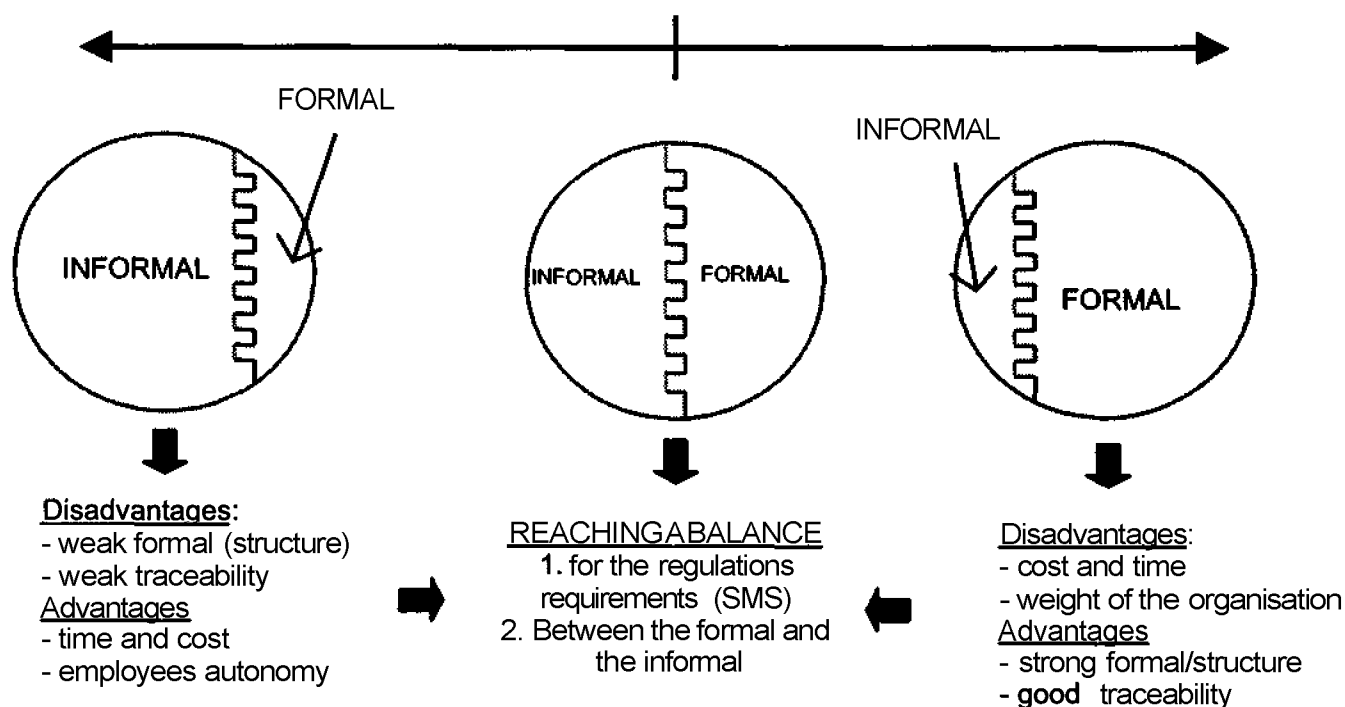 FORMAL
INFORMAL
INFORMAL
INFORMAL
FORMAL
FORMAL
Disadvantages:
- weak formal (structure)
- weak traceability
Advantages
- time and cost
- employees autonomy
REACHINGABALANCE
1. for the regulations
requirements (SMS)
2. Between the formal and
the informal
Disadvantages:
- cost and time
- weight of the organisation
Advantages
- strong formal/structure
- good traceability